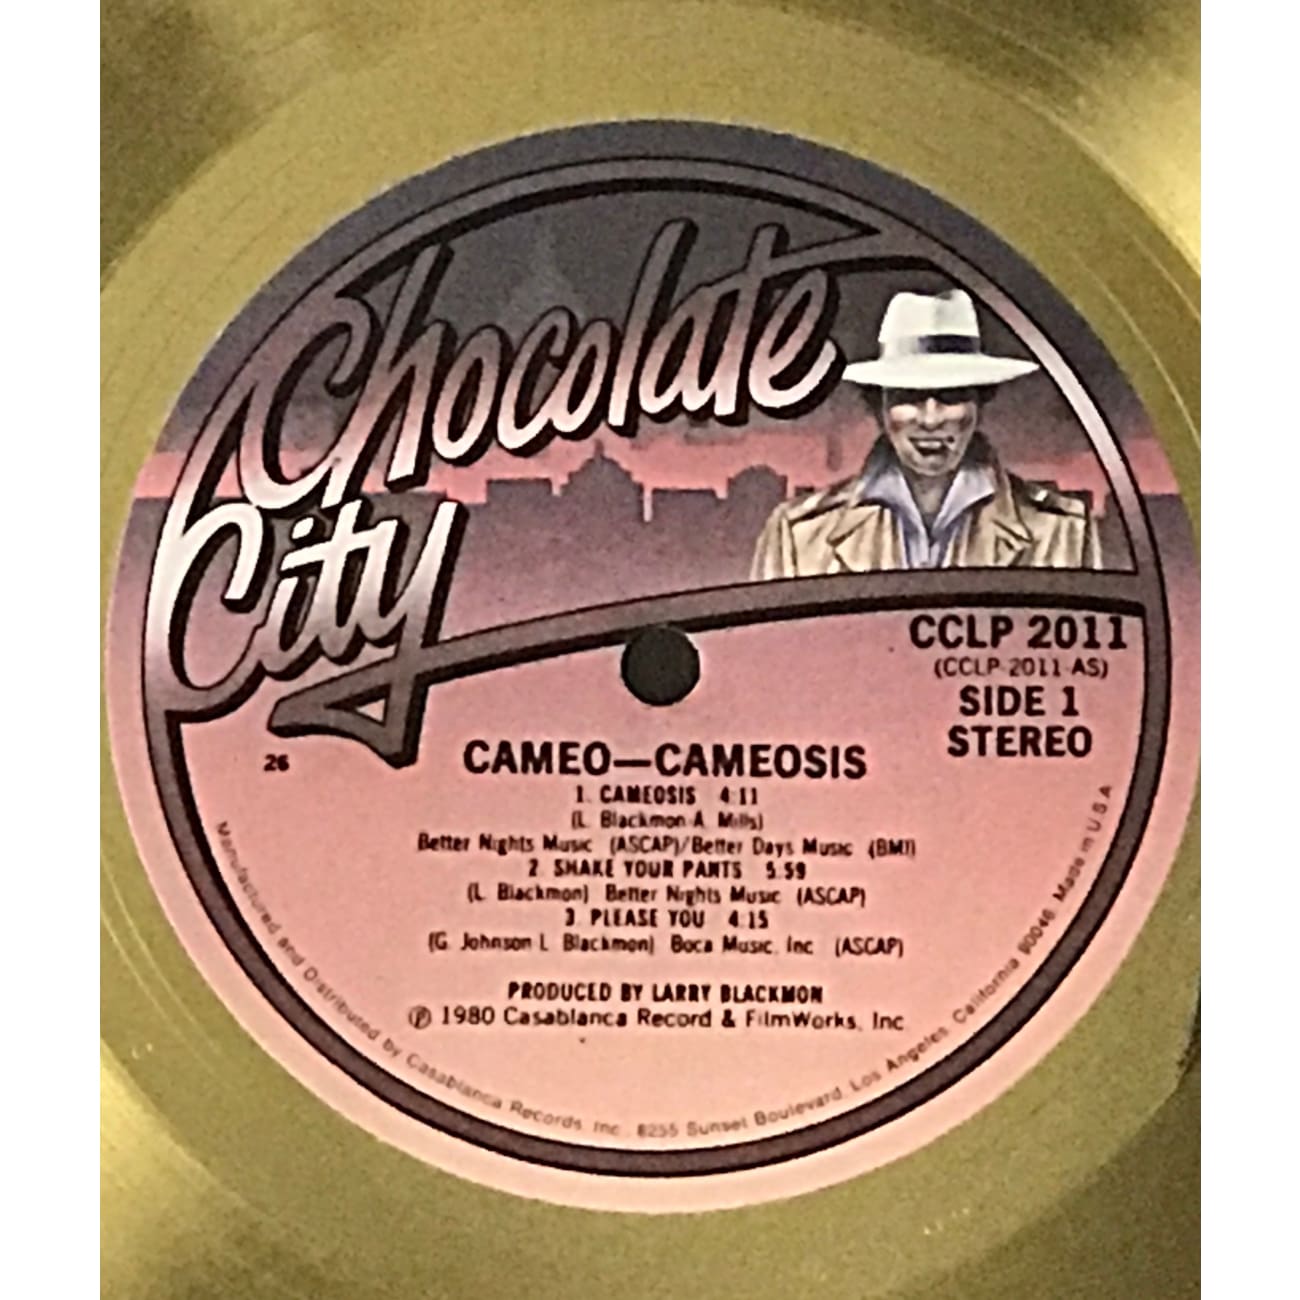 Chocolate
City
CCLP 2011
(CCLP-2011-AS)
SIDE 1
STEREO
26
CAMEO—CAMEOSIS
1. CAMEOSIS 4:11
(L. Blackmon-A. Mills)
Better Nights Music (ASCAP)/Better Days Music (BMI)
2. SHAKE YOUR PANTS 5:59
(L. Blackmon) Better Nights Music (ASCAP)
3. PLEASE YOU 4:15
(G. Johnson-L. Blackmon) Boca Music, Inc. (ASCAP)
PRODUCED BY LARRY BLACKMON
℗ 1980 Casablanca Record & FilmWorks, Inc.
Manufactured and Distributed by Casablanca Records, Inc., 8255 Sunset Boulevard, Los Angeles, California 90046 Made in U.S.A.